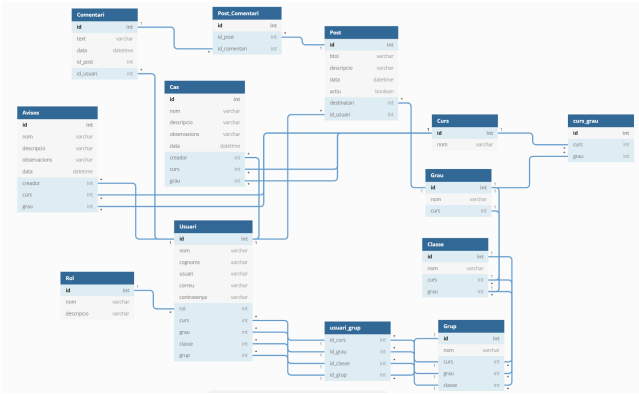 Comentari
id int
text varchar
data datetime
id_post int
id_usuari int
Post_Comentari
id int
id_post int
id_comentari int
Post
id int
titol varchar
descripcio varchar
data datetime
actiu boolean
destinatari int
id_usuari int
Cas
id int
nom varchar
descripcio varchar
observacions varchar
data datetime
creador int
curs int
grau int
Avisos
id int
nom varchar
descripcio varchar
observacions varchar
data datetime
creador int
curs int
grau int
Curs
id int
nom varchar
curs_grau
id int
curs int
grau int
Grau
id int
nom varchar
curs int
Usuari
id int
nom varchar
cognoms varchar
usuari varchar
correu varchar
contrasenya varchar
rol int
curs int
grau int
classe int
grup int
Classe
id int
nom varchar
curs int
grau int
Rol
id int
nom varchar
descripcio varchar
usuari_grup
id_curs int
id_grau int
id_classe int
id_grup int
Grup
id int
nom varchar
curs int
grau int
classe int